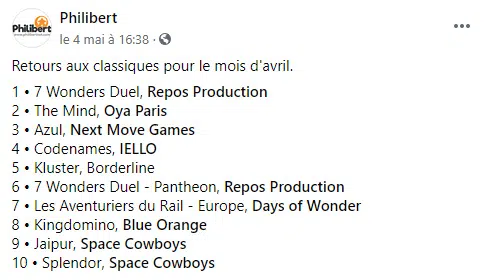 Philibert
Philibert
le 4 mai à 16:38 ·
Retours aux classiques pour le mois d'avril.
1 • 7 Wonders Duel, Repos Production
2 • The Mind, Oya Paris
3 • Azul, Next Move Games
4 • Codenames, IELLO
5 • Kluster, Borderline
6 • 7 Wonders Duel - Pantheon, Repos Production
7 • Les Aventuriers du Rail - Europe, Days of Wonder
8 • Kingdomino, Blue Orange
9 • Jaipur, Space Cowboys
10 • Splendor, Space Cowboys